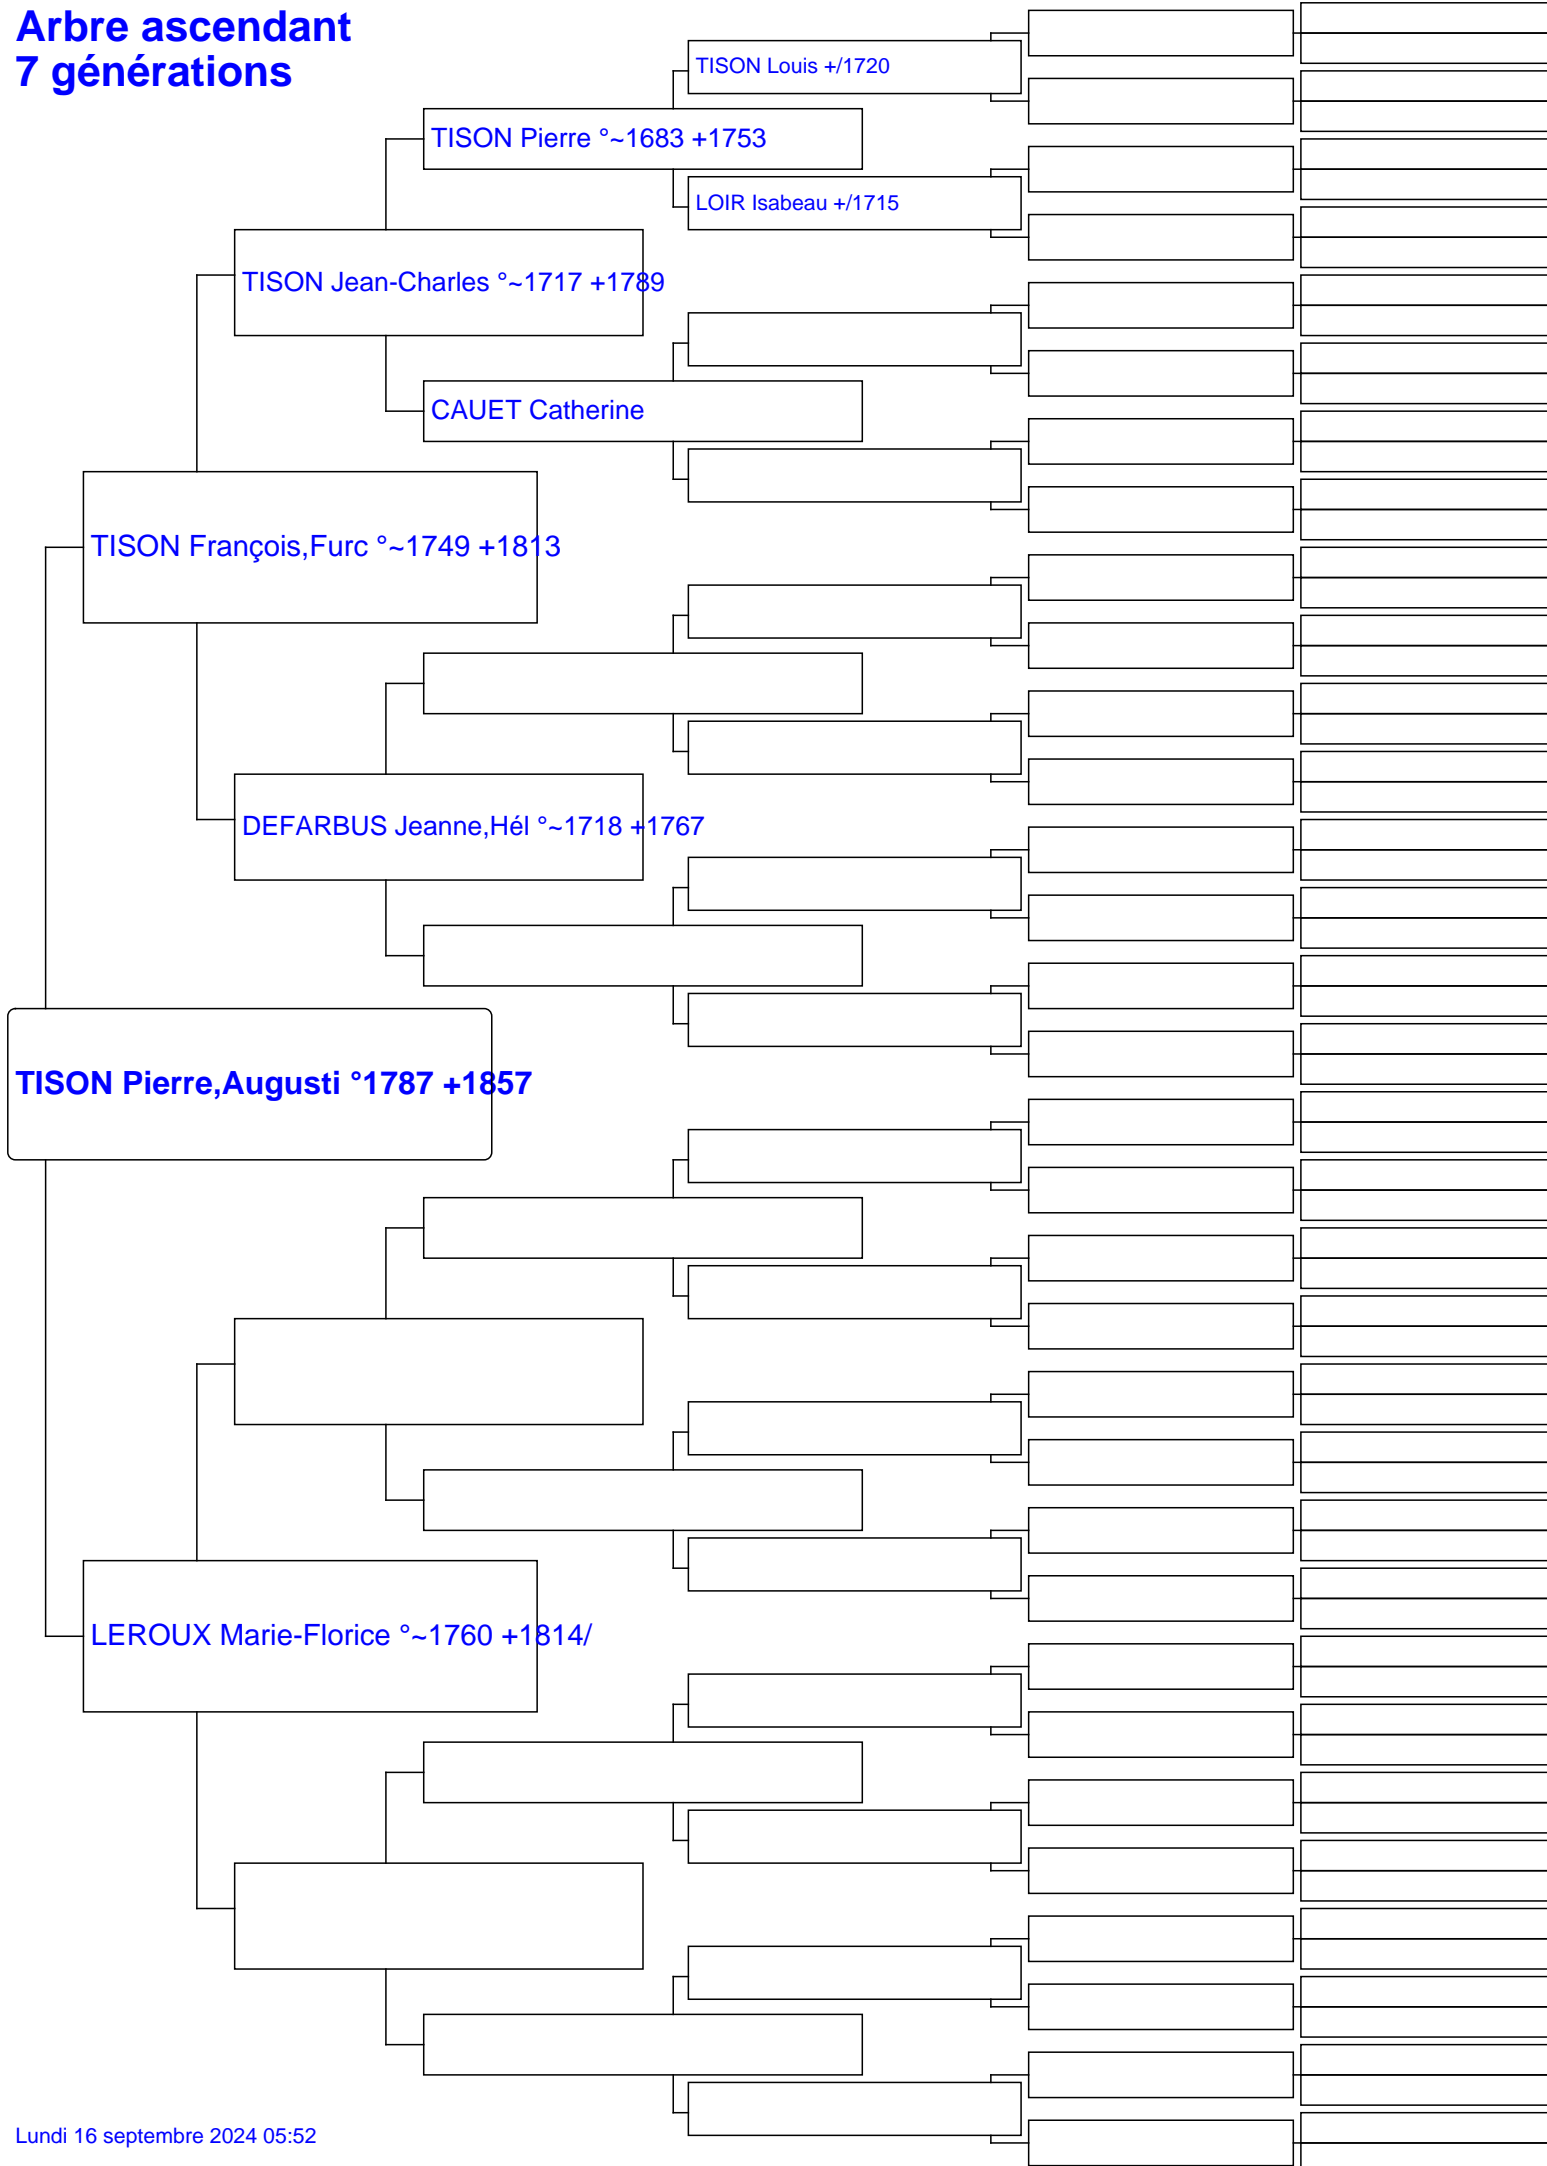 Arbre ascendant
7 générations
TISON Louis +/1720
TISON Pierre °~1683 +1753
LOIR Isabeau +/1715
TISON Jean-Charles °~1717 +1789
CAUET Catherine
TISON François,Furc °~1749 +1813
DEFARBUS Jeanne,Hél °~1718 +1767
TISON Pierre,Augusti °1787 +1857
LEROUX Marie-Florice °~1760 +1814/
Lundi 16 septembre 2024 05:52